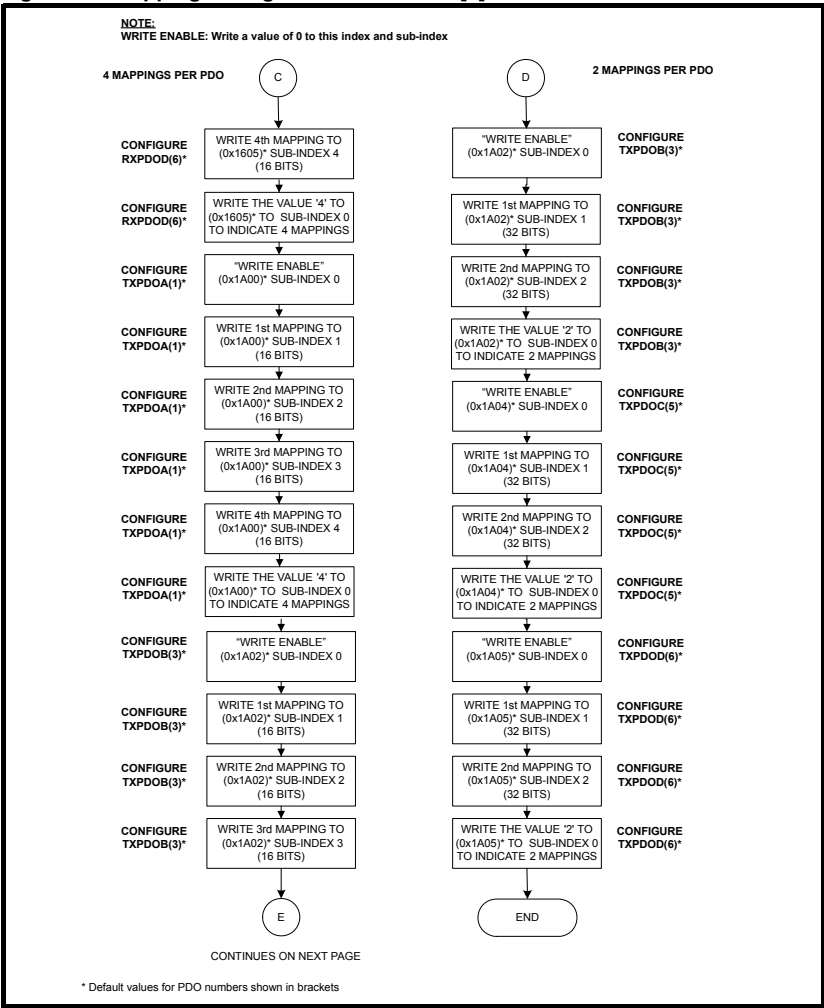 NOTE:
WRITE ENABLE: Write a value of 0 to this index and sub-index
4 MAPPINGS PER PDO
C
CONFIGURE
RXPDOD(6)*
WRITE 4th MAPPING TO
(0x1605)* SUB-INDEX 4
(16 BITS)
CONFIGURE
RXPDOD(6)*
WRITE THE VALUE '4' TO
(0x1605)* TO SUB-INDEX 0
TO INDICATE 4 MAPPINGS
CONFIGURE
TXPDOA(1)*
"WRITE ENABLE"
(0x1A00)* SUB-INDEX 0
CONFIGURE
TXPDOA(1)*
WRITE 1st MAPPING TO
(0x1A00)* SUB-INDEX 1
(16 BITS)
CONFIGURE
TXPDOA(1)*
WRITE 2nd MAPPING TO
(0x1A00)* SUB-INDEX 2
(16 BITS)
CONFIGURE
TXPDOA(1)*
WRITE 3rd MAPPING TO
(0x1A00)* SUB-INDEX 3
(16 BITS)
CONFIGURE
TXPDOA(1)*
WRITE 4th MAPPING TO
(0x1A00)* SUB-INDEX 4
(16 BITS)
CONFIGURE
TXPDOA(1)*
WRITE THE VALUE '4' TO
(0x1A00)* TO SUB-INDEX 0
TO INDICATE 4 MAPPINGS
CONFIGURE
TXPDOB(3)*
"WRITE ENABLE"
(0x1A02)* SUB-INDEX 0
CONFIGURE
TXPDOB(3)*
WRITE 1st MAPPING TO
(0x1A02)* SUB-INDEX 1
(16 BITS)
CONFIGURE
TXPDOB(3)*
WRITE 2nd MAPPING TO
(0x1A02)* SUB-INDEX 2
(16 BITS)
CONFIGURE
TXPDOB(3)*
WRITE 3rd MAPPING TO
(0x1A02)* SUB-INDEX 3
(16 BITS)
E
CONTINUES ON NEXT PAGE
2 MAPPINGS PER PDO
D
"WRITE ENABLE"
(0x1A02)* SUB-INDEX 0
CONFIGURE
TXPDOB(3)*
WRITE 1st MAPPING TO
(0x1A02)* SUB-INDEX 1
(32 BITS)
CONFIGURE
TXPDOB(3)*
WRITE 2nd MAPPING TO
(0x1A02)* SUB-INDEX 2
(32 BITS)
CONFIGURE
TXPDOB(3)*
WRITE THE VALUE '2' TO
(0x1A02)* TO SUB-INDEX 0
TO INDICATE 2 MAPPINGS
CONFIGURE
TXPDOB(3)*
"WRITE ENABLE"
(0x1A04)* SUB-INDEX 0
CONFIGURE
TXPDOC(5)*
WRITE 1st MAPPING TO
(0x1A04)* SUB-INDEX 1
(32 BITS)
CONFIGURE
TXPDOC(5)*
WRITE 2nd MAPPING TO
(0x1A04)* SUB-INDEX 2
(32 BITS)
CONFIGURE
TXPDOC(5)*
WRITE THE VALUE '2' TO
(0x1A04)* TO SUB-INDEX 0
TO INDICATE 2 MAPPINGS
CONFIGURE
TXPDOC(5)*
"WRITE ENABLE"
(0x1A05)* SUB-INDEX 0
CONFIGURE
TXPDOD(6)*
WRITE 1st MAPPING TO
(0x1A05)* SUB-INDEX 1
(32 BITS)
CONFIGURE
TXPDOD(6)*
WRITE 2nd MAPPING TO
(0x1A05)* SUB-INDEX 2
(32 BITS)
CONFIGURE
TXPDOD(6)*
WRITE THE VALUE '2' TO
(0x1A05)* TO SUB-INDEX 0
TO INDICATE 2 MAPPINGS
CONFIGURE
TXPDOD(6)*
END
* Default values for PDO numbers shown in brackets